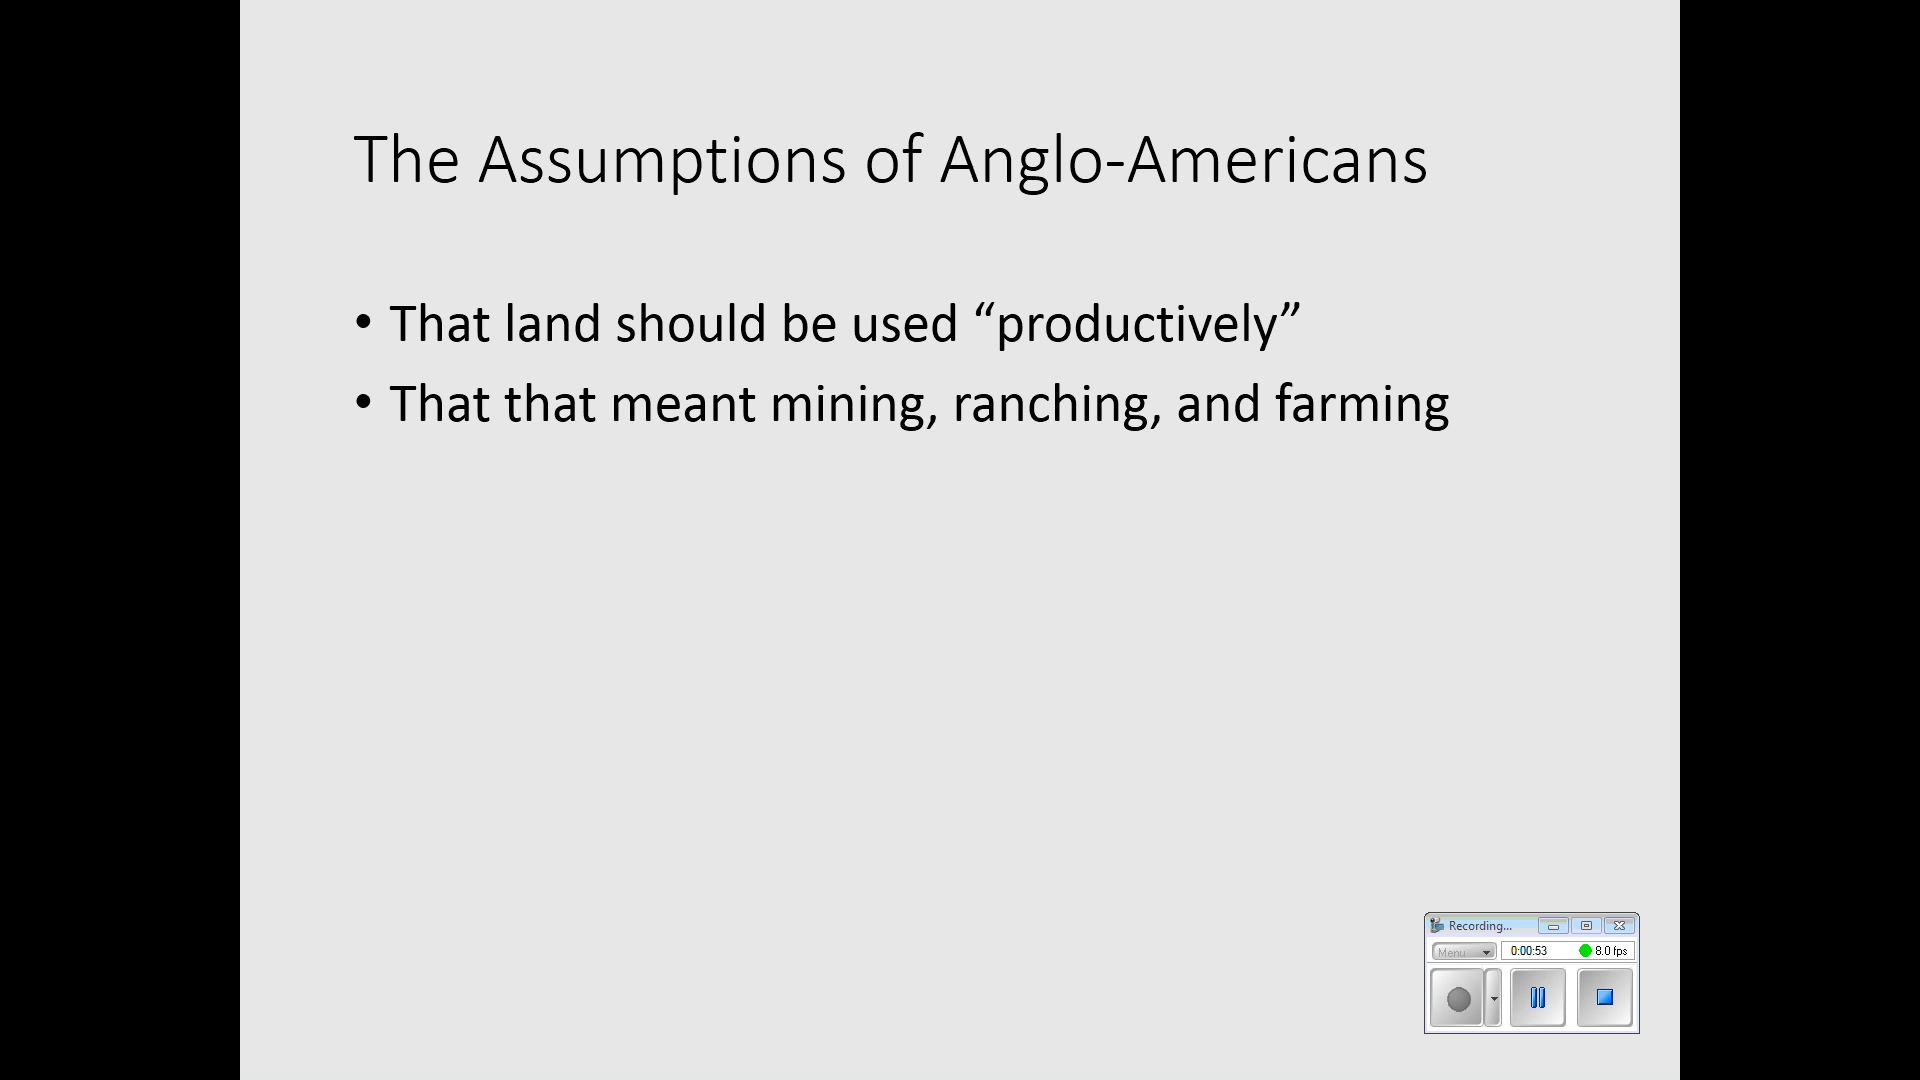 The Assumptions of Anglo-Americans
• That land should be used “productively”
• That that meant mining, ranching, and farming
Recording...
Menu 0:00:53 8.0 fps